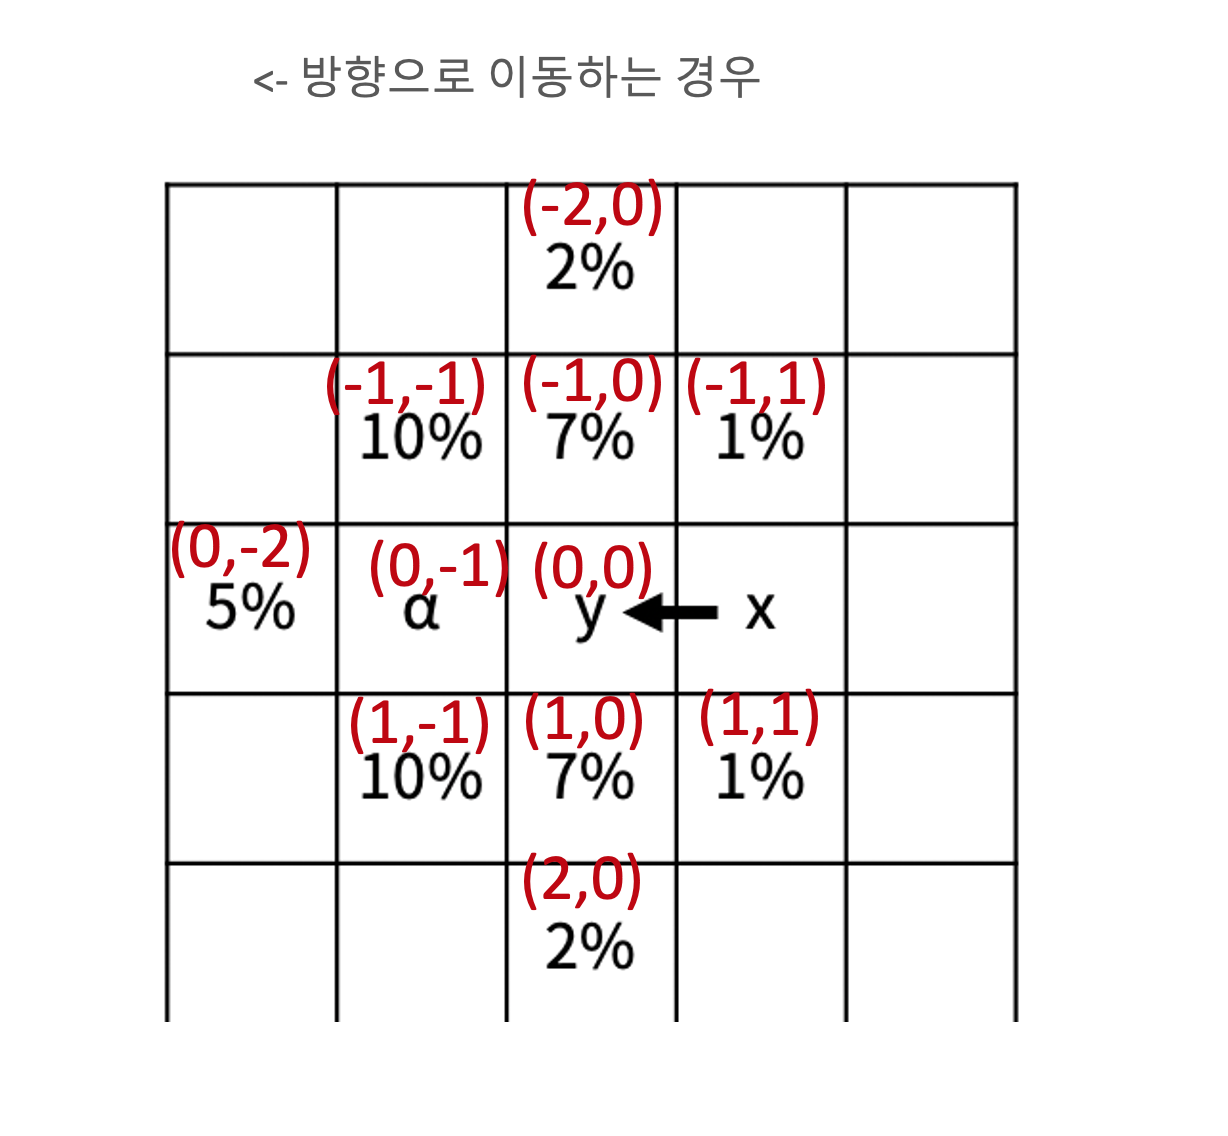 <- 방향으로 이동하는 경우
(-2,0)
2%
(-1,-1) (-1,0) (-1,1)
10% 7% 1%
(0,-2) (0,-1) (0,0)
5% α y x
(1,-1) (1,0) (1,1)
10% 7% 1%
(2,0)
2%